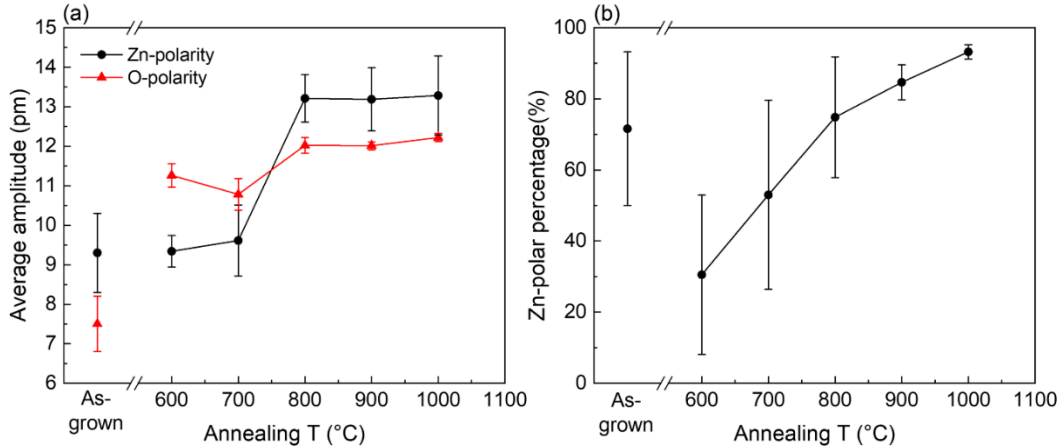 (a)
Zn-polarity
O-polarity
Average amplitude (pm)
15
14
13
12
11
10
9
8
7
6
As-
grown
600 700 800 900 1000 1100
Annealing T (°C)
(b)
Zn-polar percentage(%)
100
80
60
40
20
0
As-
grown
600 700 800 900 1000 1100
Annealing T (°C)